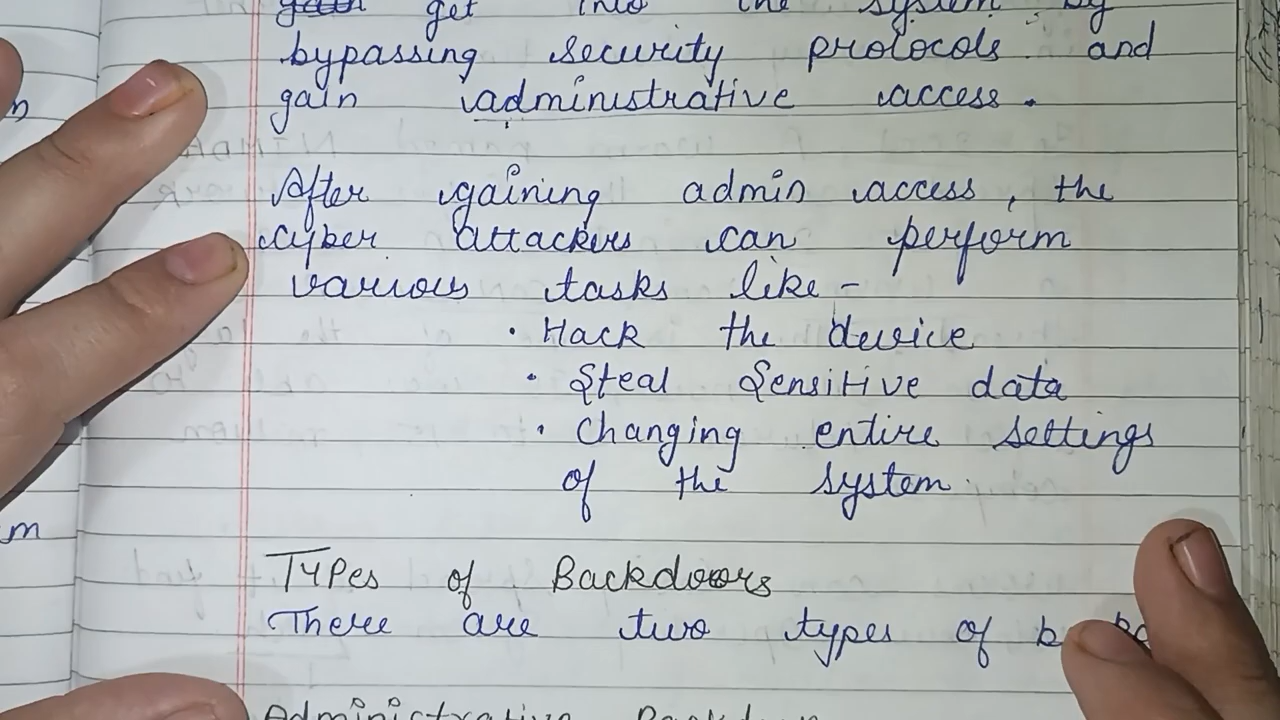 get into the system by
bypassing security protocols and
gain administrative access.
After gaining admin access, the
cyber attackers can perform
various tasks like -
· Hack the device
· Steal Sensitive data
· Changing entire settings
of the system.
Types of Backdoors
There are two types of
Administrative
m